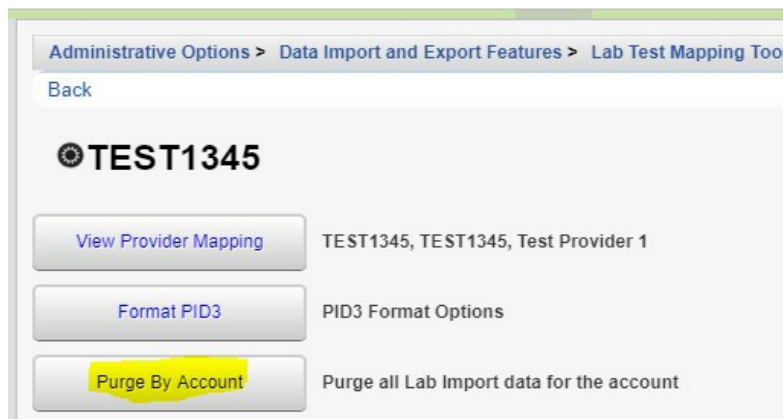 Administrative Options > Data Import and Export Features > Lab Test Mapping Too
Back
TEST1345
View Provider Mapping TEST1345, TEST1345, Test Provider 1
Format PID3 PID3 Format Options
Purge By Account Purge all Lab Import data for the account